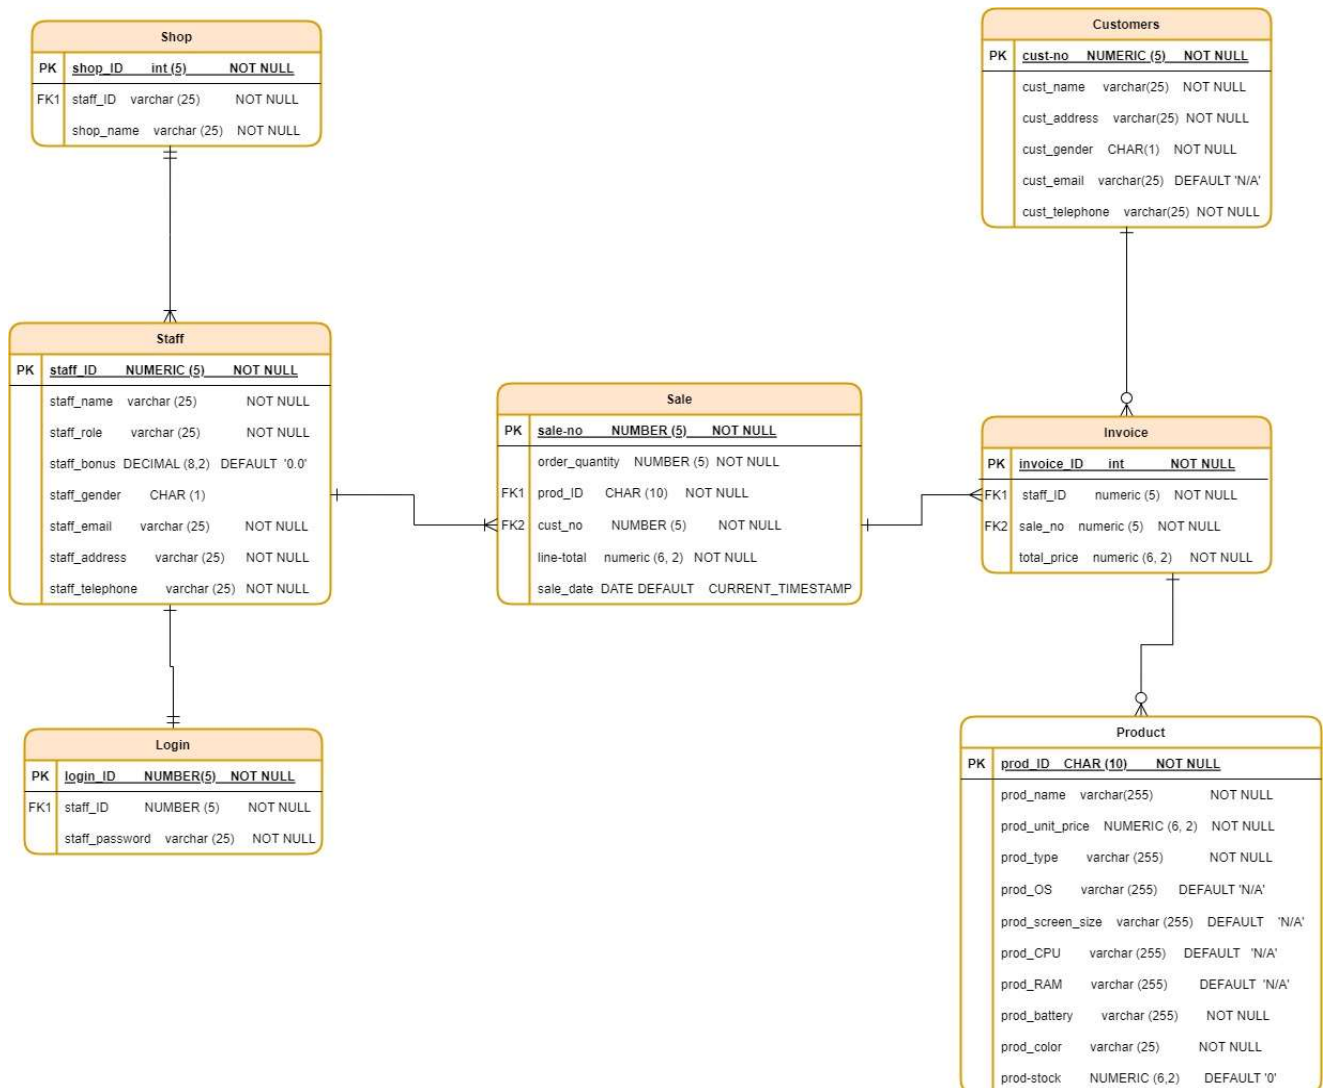 Shop
PK shop_ID int (5) NOT NULL
FK1 staff_ID varchar (25) NOT NULL
shop_name varchar (25) NOT NULL
Customers
PK cust-no NUMERIC (5) NOT NULL
cust_name varchar(25) NOT NULL
cust_address varchar(25) NOT NULL
cust_gender CHAR(1) NOT NULL
cust_email varchar(25) DEFAULT 'N/A'
cust_telephone varchar(25) NOT NULL
Staff
PK staff_ID NUMERIC (5) NOT NULL
staff_name varchar (25) NOT NULL
staff_role varchar (25) NOT NULL
staff_bonus DECIMAL (8,2) DEFAULT '0.0'
staff_gender CHAR (1)
staff_email varchar (25) NOT NULL
staff_address varchar (25) NOT NULL
staff_telephone varchar (25) NOT NULL
Sale
PK sale-no NUMBER (5) NOT NULL
order_quantity NUMBER (5) NOT NULL
FK1 prod_ID CHAR (10) NOT NULL
FK2 cust_no NUMBER (5) NOT NULL
line-total numeric (6, 2) NOT NULL
sale_date DATE DEFAULT CURRENT_TIMESTAMP
Invoice
PK invoice_ID int NOT NULL
FK1 staff_ID numeric (5) NOT NULL
FK2 sale_no numeric (5) NOT NULL
total_price numeric (6, 2) NOT NULL
Login
PK login_ID NUMBER(5) NOT NULL
FK1 staff_ID NUMBER (5) NOT NULL
staff_password varchar (25) NOT NULL
Product
PK prod_ID CHAR (10) NOT NULL
prod_name varchar(255) NOT NULL
prod_unit_price NUMERIC (6, 2) NOT NULL
prod_type varchar (255) NOT NULL
prod_OS varchar (255) DEFAULT 'N/A'
prod_screen_size varchar (255) DEFAULT 'N/A'
prod_CPU varchar (255) DEFAULT 'N/A'
prod_RAM varchar (255) DEFAULT 'N/A'
prod_battery varchar (255) NOT NULL
prod_color varchar (25) NOT NULL
prod-stock NUMERIC (6,2) DEFAULT '0'